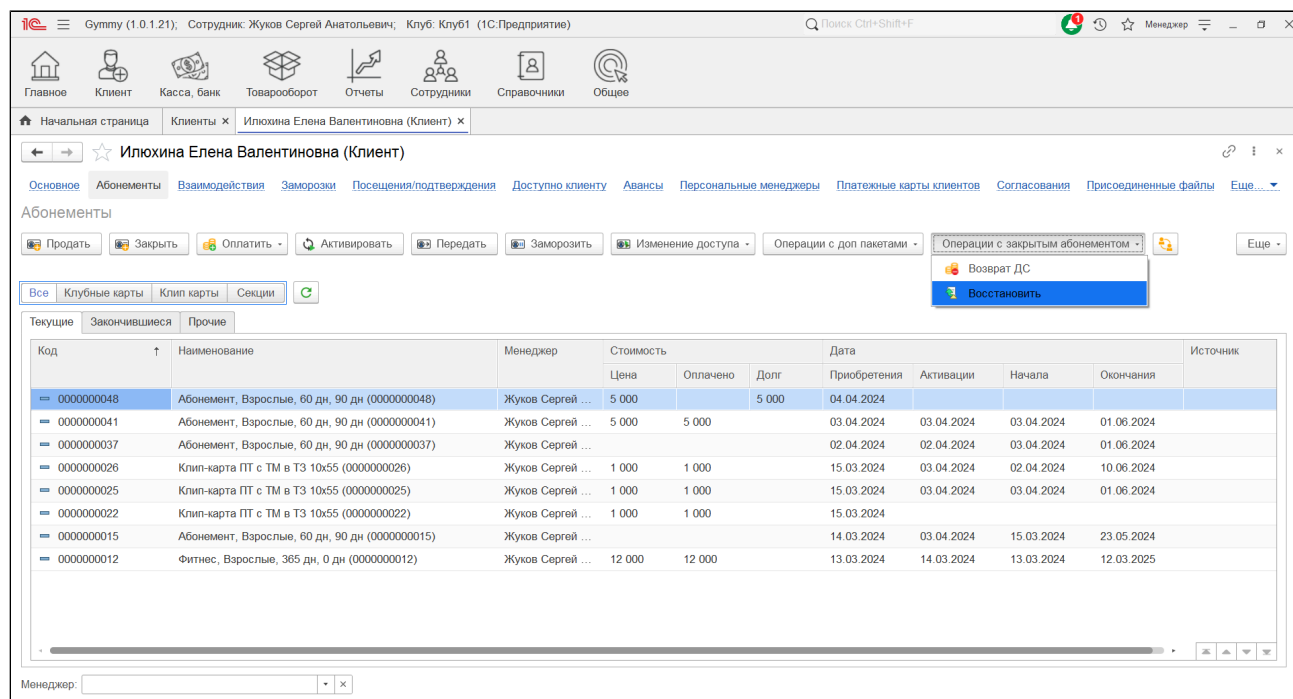 1С Gymmy (1.0.1.21); Сотрудник: Жуков Сергей Анатольевич; Клуб: Клуб1 (1С:Предприятие) Поиск Ctrl+Shift+F 1 Менеджер
Главное Клиент Касса, банк Товарооборот Отчеты Сотрудники Справочники Общее
Начальная страница Клиенты × Илюхина Елена Валентиновна (Клиент) ×
Илюхина Елена Валентиновна (Клиент)
Основное Абонементы Взаимодействия Заморозки Посещения/подтверждения Доступно клиенту Авансы Персональные менеджеры Платежные карты клиентов Согласования Присоединенные файлы Еще...
Абонементы
Продать Закрыть Оплатить Активировать Передать Заморозить Изменение доступа Операции с доп пакетами Операции с закрытым абонементом Еще
Возврат ДС
Восстановить
Все Клубные карты Клип карты Секции
Текущие Закончившиеся Прочие
Код ↑ Наименование Менеджер Стоимость Дата Источник
Цена Оплачено Долг Приобретения Активации Начала Окончания
0000000048 Абонемент, Взрослые, 60 дн, 90 дн (0000000048) Жуков Сергей ... 5 000 5 000 04.04.2024
0000000041 Абонемент, Взрослые, 60 дн, 90 дн (0000000041) Жуков Сергей ... 5 000 5 000 03.04.2024 03.04.2024 03.04.2024 01.06.2024
0000000037 Абонемент, Взрослые, 60 дн, 90 дн (0000000037) Жуков Сергей ... 02.04.2024 02.04.2024 03.04.2024 01.06.2024
0000000026 Клип-карта ПТ с ТМ в ТЗ 10x55 (0000000026) Жуков Сергей ... 1 000 1 000 15.03.2024 03.04.2024 02.04.2024 10.06.2024
0000000025 Клип-карта ПТ с ТМ в ТЗ 10x55 (0000000025) Жуков Сергей ... 1 000 1 000 15.03.2024 03.04.2024 03.04.2024 01.06.2024
0000000022 Клип-карта ПТ с ТМ в ТЗ 10x55 (0000000022) Жуков Сергей ... 1 000 1 000 15.03.2024
0000000015 Абонемент, Взрослые, 60 дн, 90 дн (0000000015) Жуков Сергей ... 14.03.2024 03.04.2024 15.03.2024 23.05.2024
0000000012 Фитнес, Взрослые, 365 дн, 0 дн (0000000012) Жуков Сергей ... 12 000 12 000 13.03.2024 14.03.2024 13.03.2024 12.03.2025
Менеджер: